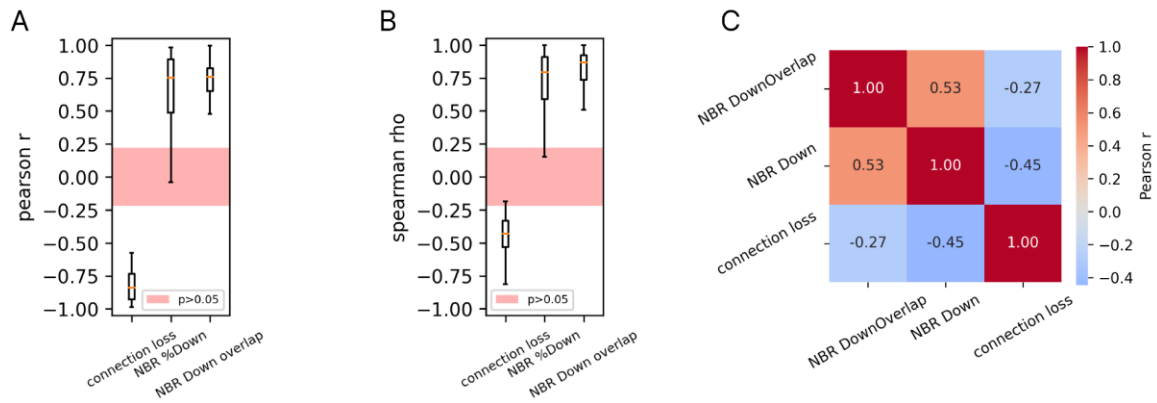 A
B
C
1.00
0.75
0.50
0.25
0.00
−0.25
−0.50
−0.75
−1.00
pearson r
p>0.05
connection loss
NBR %Down
NBR Down overlap
1.00
0.75
0.50
0.25
0.00
−0.25
−0.50
−0.75
−1.00
spearman rho
p>0.05
connection loss
NBR %Down
NBR Down overlap
NBR DownOverlap
NBR Down
connection loss
1.00 0.53 -0.27
0.53 1.00 -0.45
-0.27 -0.45 1.00
NBR DownOverlap
NBR Down
connection loss
1.0
0.8
0.6
0.4
0.2
0.0
−0.2
−0.4
Pearson r